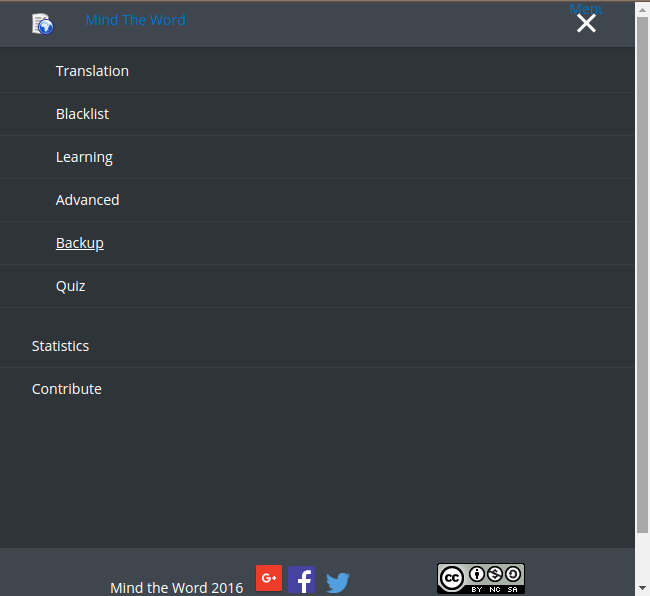 Mind The Word
Menu
Translation
Blacklist
Learning
Advanced
Backup
Quiz
Statistics
Contribute
Mind the Word 2016
G+
f
cc
BY NC SA